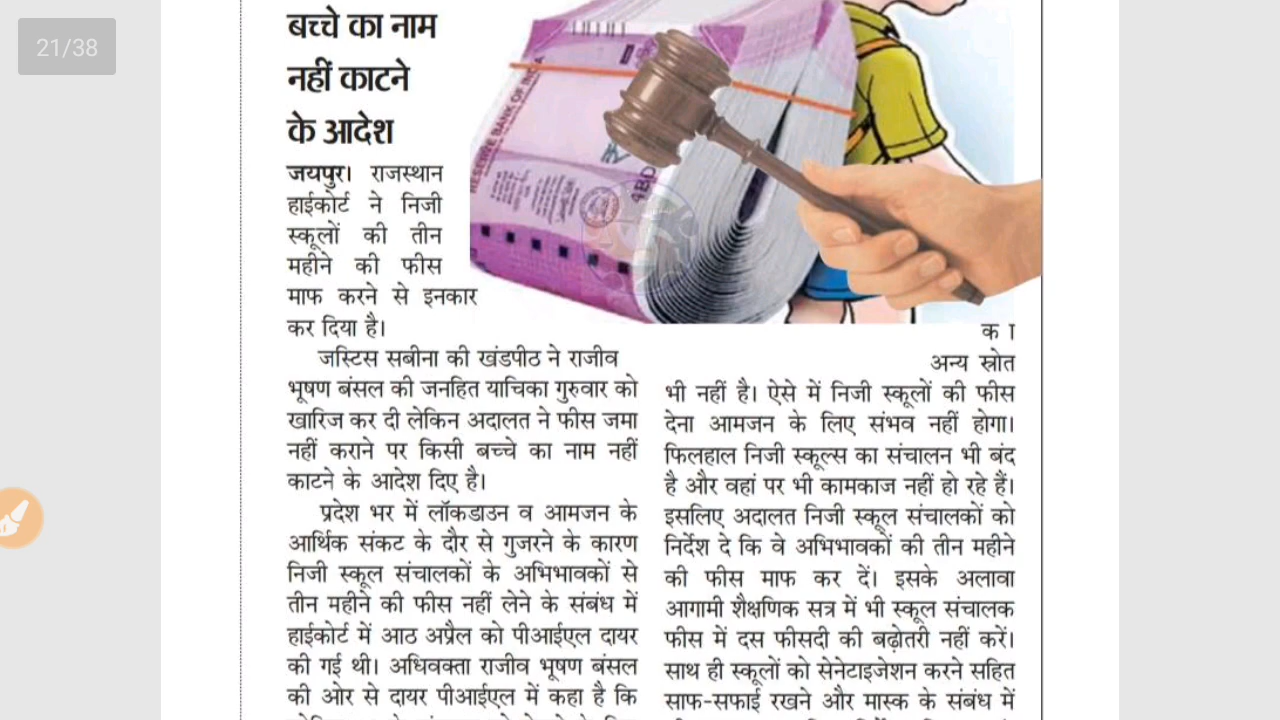 21/38
बच्चे का नाम
नहीं काटने
के आदेश
RESERVE BANK OF INDIA
जयपुर। राजस्थान
हाईकोर्ट ने निजी
स्कूलों की तीन
महीने की फीस
माफ करने से इनकार
कर दिया है।
जस्टिस सबीना की खंडपीठ ने राजीव
भूषण बंसल की जनहित याचिका गुरुवार को
खारिज कर दी लेकिन अदालत ने फीस जमा
नहीं कराने पर किसी बच्चे का नाम नहीं
काटने के आदेश दिए है।
प्रदेश भर में लॉकडाउन व आमजन के
आर्थिक संकट के दौर से गुजरने के कारण
निजी स्कूल संचालकों के अभिभावकों से
तीन महीने की फीस नहीं लेने के संबंध में
हाईकोर्ट में आठ अप्रैल को पीआईएल दायर
की गई थी। अधिवक्ता राजीव भूषण बंसल
की ओर से दायर पीआईएल में कहा है कि
क ा
अन्य स्रोत
भी नहीं है। ऐसे में निजी स्कूलों की फीस
देना आमजन के लिए संभव नहीं होगा।
फिलहाल निजी स्कूल्स का संचालन भी बंद
है और वहां पर भी कामकाज नहीं हो रहे हैं।
इसलिए अदालत निजी स्कूल संचालकों को
निर्देश दे कि वे अभिभावकों की तीन महीने
की फीस माफ कर दें। इसके अलावा
आगामी शैक्षणिक सत्र में भी स्कूल संचालक
फीस में दस फीसदी की बढ़ोतरी नहीं करें।
साथ ही स्कूलों को सेनेटाइजेशन करने सहित
साफ-सफाई रखने और मास्क के संबंध में